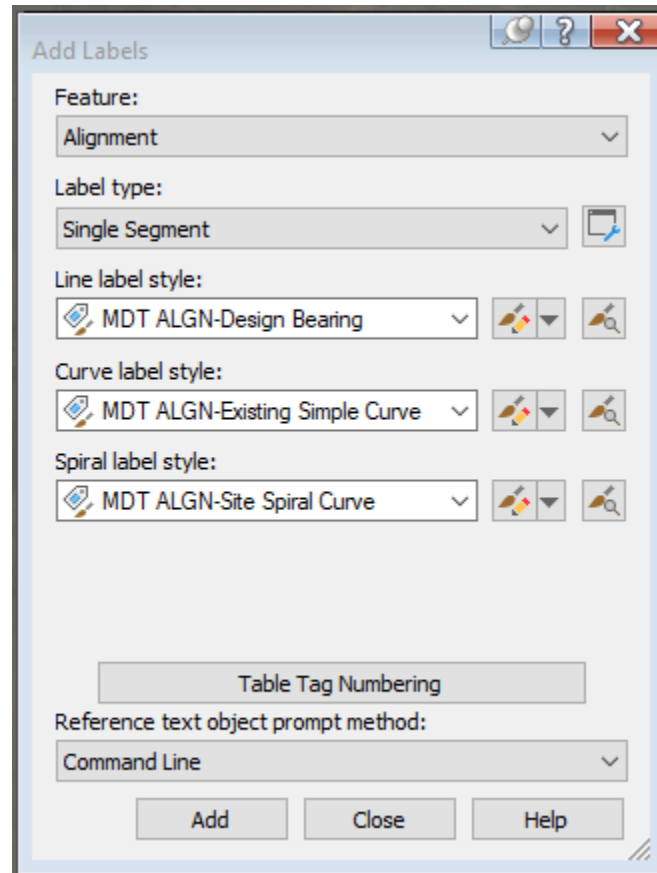 Add Labels
?
Feature:
Alignment
Label type:
Single Segment
Line label style:
MDT ALGN-Design Bearing
Curve label style:
MDT ALGN-Existing Simple Curve
Spiral label style:
MDT ALGN-Site Spiral Curve
Table Tag Numbering
Reference text object prompt method:
Command Line
Add Close Help